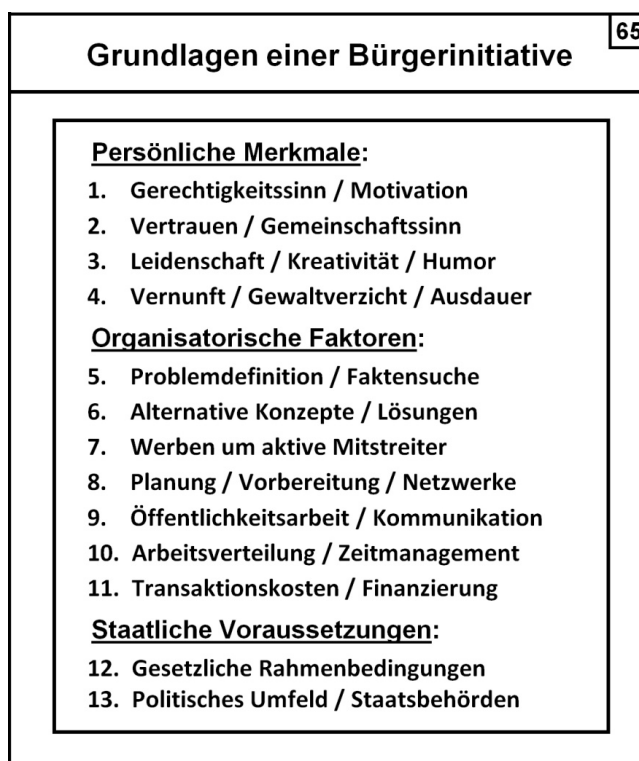 65
Grundlagen einer Bürgerinitiative
Persönliche Merkmale:
1. Gerechtigkeitssinn / Motivation
2. Vertrauen / Gemeinschaftssinn
3. Leidenschaft / Kreativität / Humor
4. Vernunft / Gewaltverzicht / Ausdauer
Organisatorische Faktoren:
5. Problemdefinition / Faktensuche
6. Alternative Konzepte / Lösungen
7. Werben um aktive Mitstreiter
8. Planung / Vorbereitung / Netzwerke
9. Öffentlichkeitsarbeit / Kommunikation
10. Arbeitsverteilung / Zeitmanagement
11. Transaktionskosten / Finanzierung
Staatliche Voraussetzungen:
12. Gesetzliche Rahmenbedingungen
13. Politisches Umfeld / Staatsbehörden